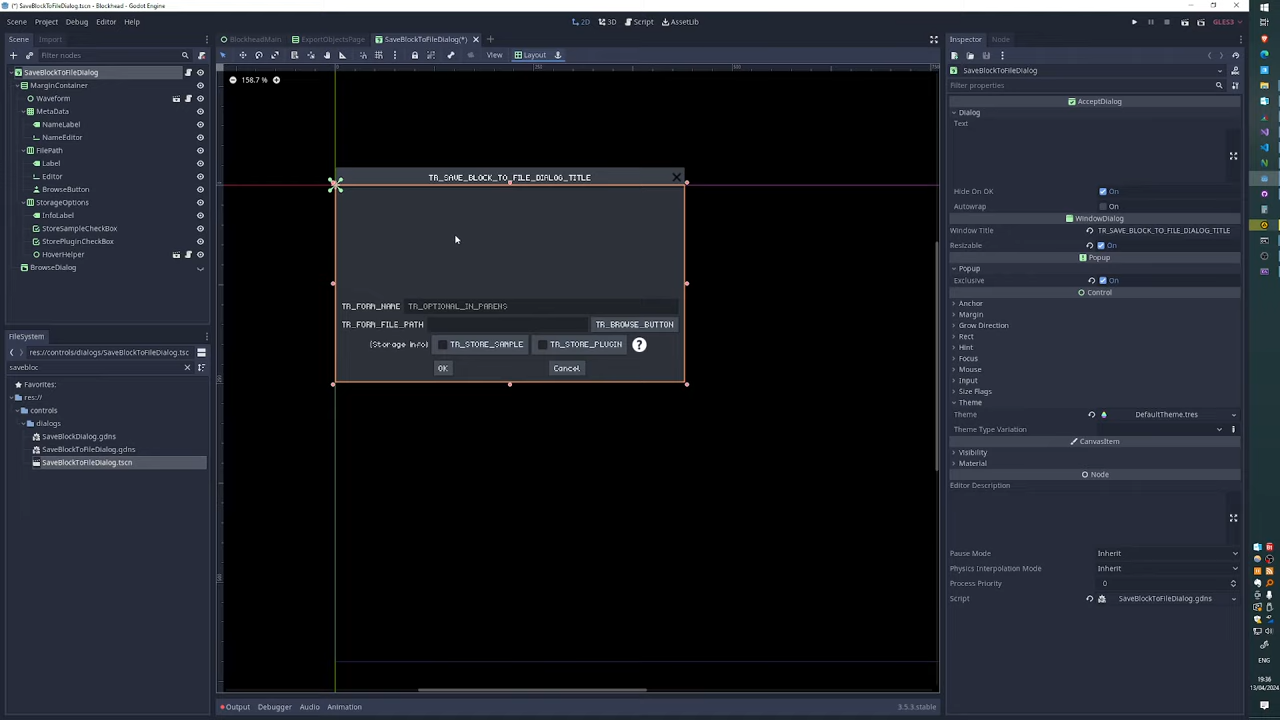 (*) SaveBlockToFileDialog.tscn - Blockhead - Godot Engine
Scene Project Debug Editor Help
2D 3D Script AssetLib
GLES3
Scene Import
Filter nodes
SaveBlockToFileDialog
MarginContainer
Waveform
MetaData
NameLabel
NameEditor
FilePath
Label
Editor
BrowseButton
StorageOptions
InfoLabel
StoreSampleCheckBox
StorePluginCheckBox
HoverHelper
BrowseDialog
FileSystem
res://controls/dialogs/SaveBlockToFileDialog.tsc
savebloc
Favorites:
res://
controls
dialogs
SaveBlockDialog.gdns
SaveBlockToFileDialog.gdns
SaveBlockToFileDialog.tscn
BlockheadMain ExportObjectsPage SaveBlockToFileDialog(*)
View Layout
158.7 %
TR_SAVE_BLOCK_TO_FILE_DIALOG_TITLE
TR_FORM_NAME TR_OPTIONAL_IN_PARENS
TR_FORM_FILE_PATH TR_BROWSE_BUTTON
(Storage Info) TR_STORE_SAMPLE TR_STORE_PLUGIN ?
OK Cancel
Output Debugger Audio Animation 3.5.3.stable
Inspector Node
SaveBlockToFileDialog
Filter properties
AcceptDialog
Dialog
Text
Hide On OK On
Autowrap On
WindowDialog
Window Title TR_SAVE_BLOCK_TO_FILE_DIALOG_TITLE
Resizable On
Popup
Popup
Exclusive On
Control
Anchor
Margin
Grow Direction
Rect
Hint
Focus
Mouse
Input
Size Flags
Theme
Theme DefaultTheme.tres
Theme Type Variation
CanvasItem
Visibility
Material
Node
Editor Description
Pause Mode Inherit
Physics Interpolation Mode Inherit
Process Priority 0
Script SaveBlockToFileDialog.gdns
ENG
19:36
13/04/2024